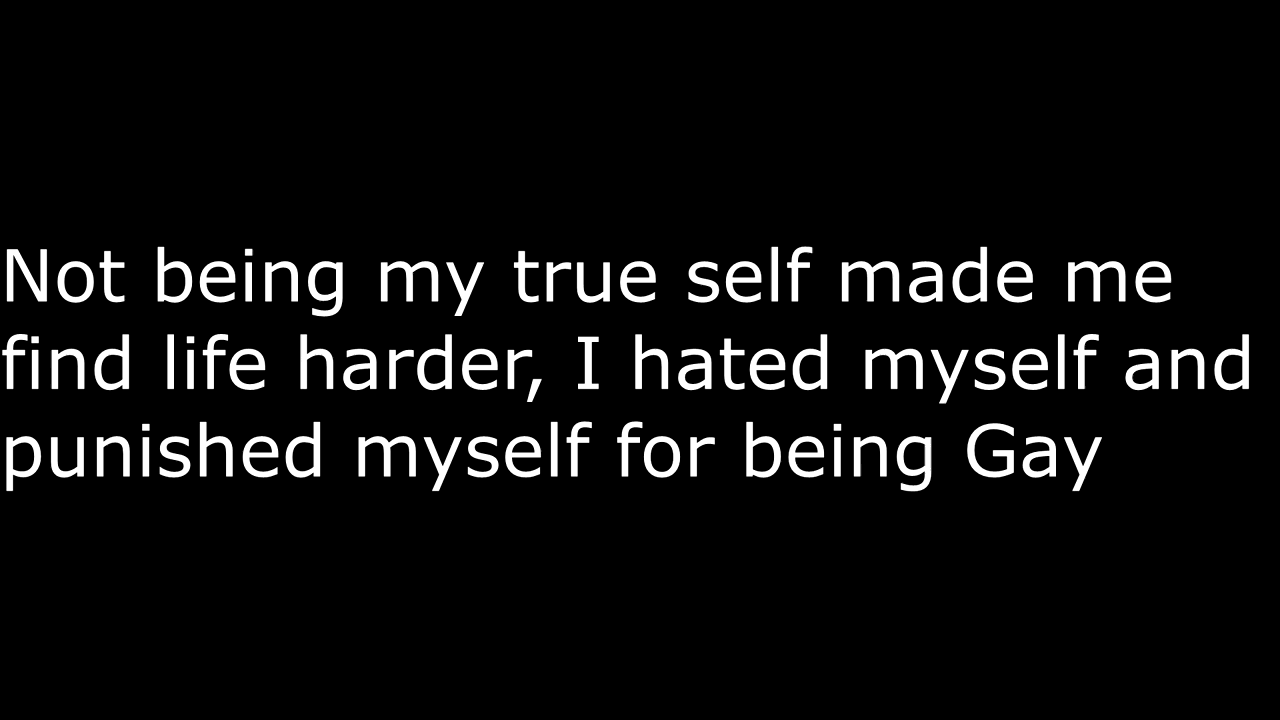 Not being my true self made me
find life harder, I hated myself and
punished myself for being Gay